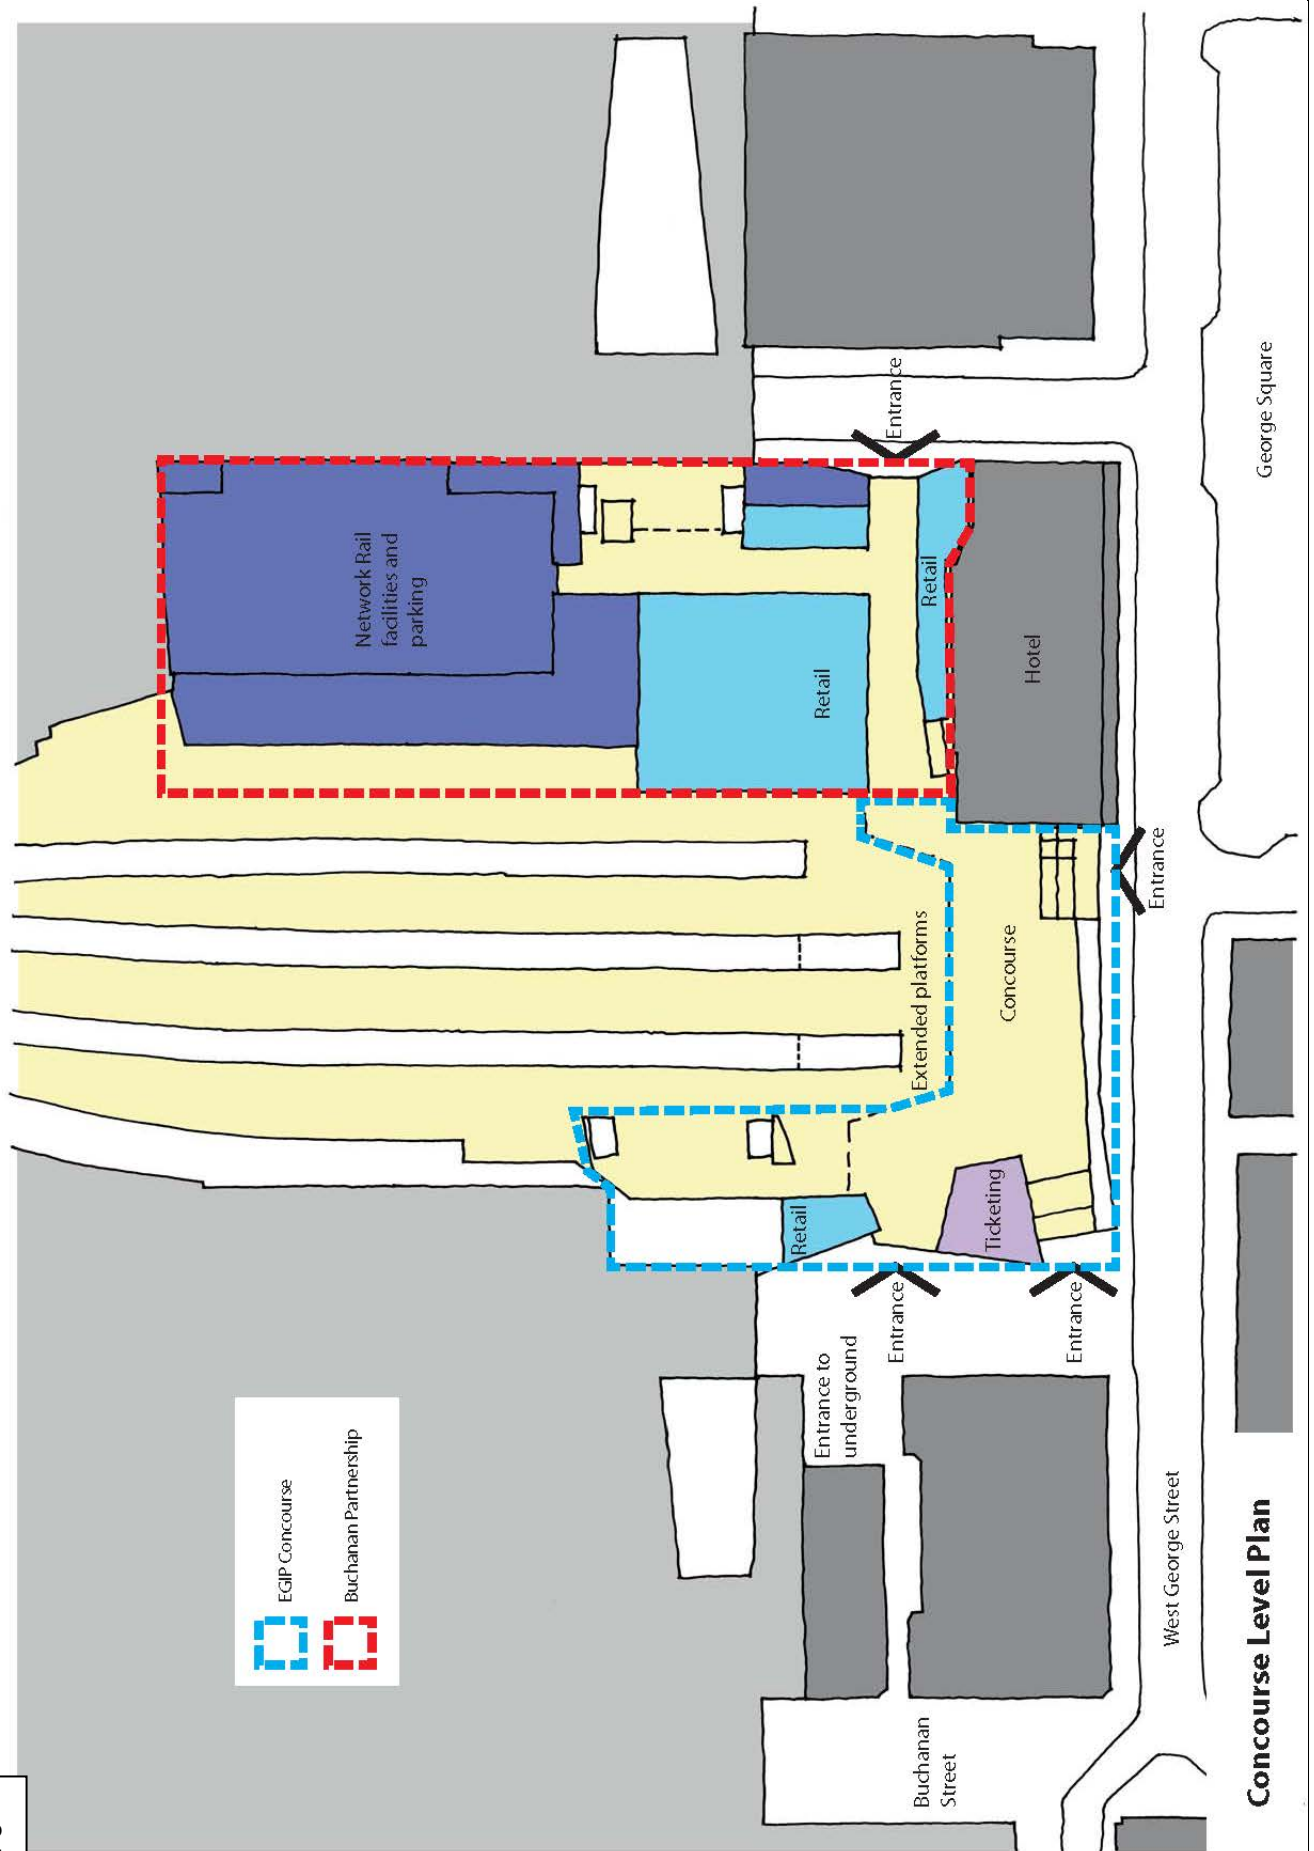 EGIP Concourse
Buchanan Partnership
Buchanan
Street
Entrance to
underground
Entrance
Entrance
Retail
Ticketing
Extended platforms
Concourse
Entrance
Network Rail
facilities and
parking
Retail
Retail
Hotel
Entrance
West George Street
George Square
Concourse Level Plan